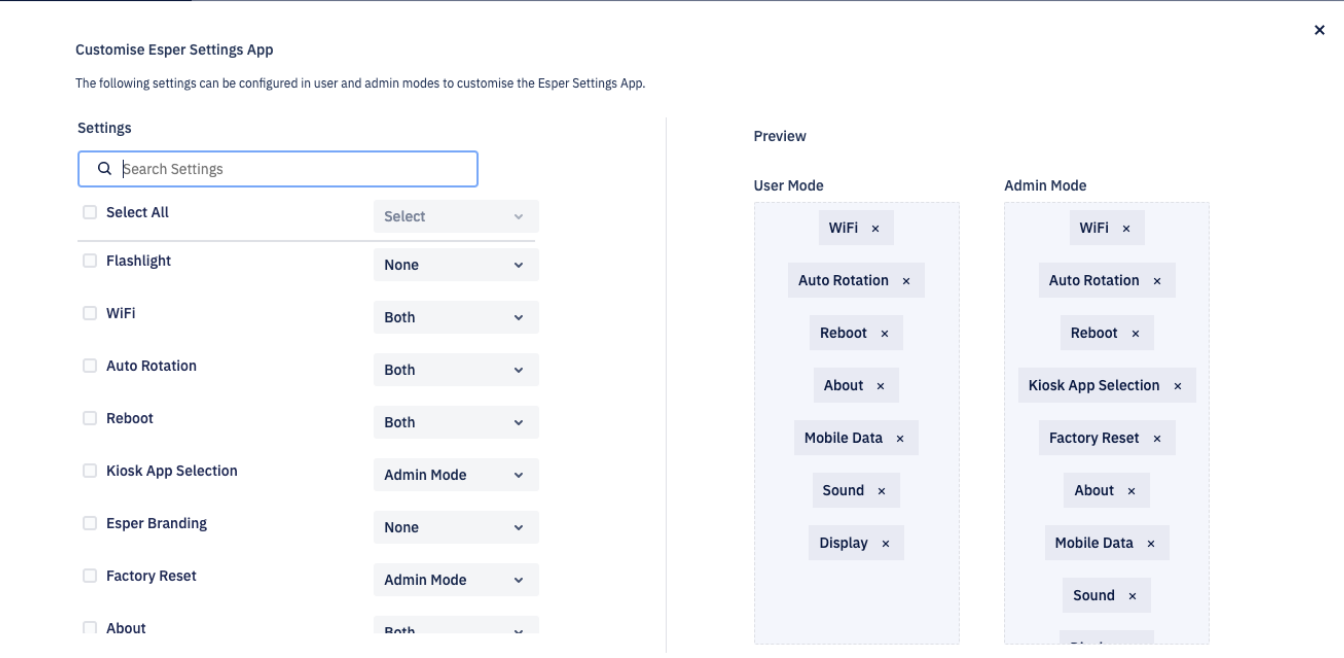 Customise Esper Settings App
The following settings can be configured in user and admin modes to customise the Esper Settings App.
Settings
Search Settings
Select All
Select
Flashlight
None
WiFi
Both
Auto Rotation
Both
Reboot
Both
Kiosk App Selection
Admin Mode
Esper Branding
None
Factory Reset
Admin Mode
About
Both
Preview
User Mode
WiFi ×
Auto Rotation ×
Reboot ×
About ×
Mobile Data ×
Sound ×
Display ×
Admin Mode
WiFi ×
Auto Rotation ×
Reboot ×
Kiosk App Selection ×
Factory Reset ×
About ×
Mobile Data ×
Sound ×